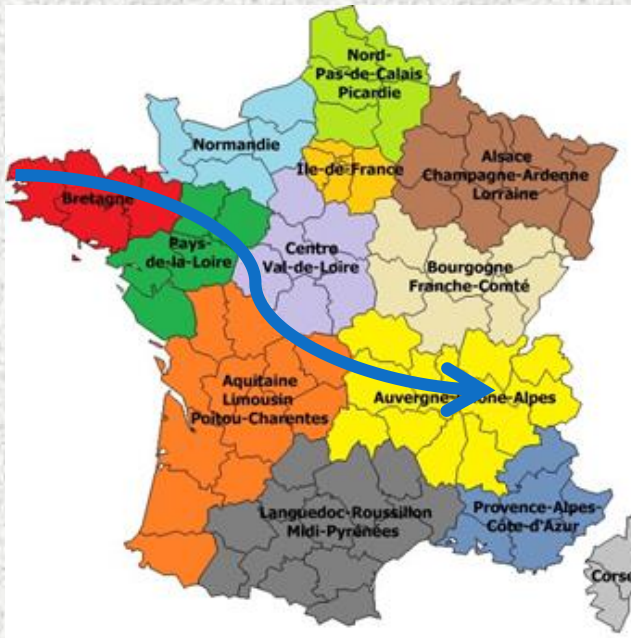 Nord-
Pas-de-Calais
Picardie
Normandie
Ile-de-France
Alsace
Champagne-Ardenne
Lorraine
Bretagne
Pays-
de-la-Loire
Centre
Val-de-Loire
Bourgogne
Franche-Comté
Aquitaine
Limousin
Poitou-Charentes
Auvergne-Rhône-Alpes
Languedoc-Roussillon
Midi-Pyrénées
Provence-Alpes-
Côte-d'Azur
Corse